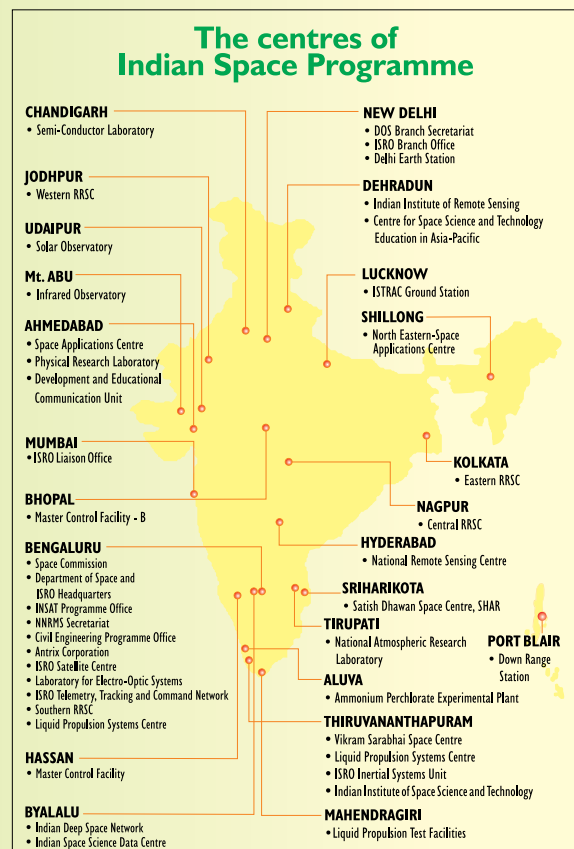 The centres of
Indian Space Programme
CHANDIGARH
• Semi-Conductor Laboratory
JODHPUR
• Western RRSC
UDAIPUR
• Solar Observatory
Mt. ABU
• Infrared Observatory
AHMEDABAD
• Space Applications Centre
• Physical Research Laboratory
• Development and Educational
Communication Unit
MUMBAI
• ISRO Liaison Office
BHOPAL
• Master Control Facility - B
BENGALURU
• Space Commission
• Department of Space and
ISRO Headquarters
• INSAT Programme Office
• NNRMS Secretariat
• Civil Engineering Programme Office
• Antrix Corporation
• ISRO Satellite Centre
• Laboratory for Electro-Optic Systems
• ISRO Telemetry, Tracking and Command Network
• Southern RRSC
• Liquid Propulsion Systems Centre
HASSAN
• Master Control Facility
BYALALU
• Indian Deep Space Network
• Indian Space Science Data Centre
NEW DELHI
• DOS Branch Secretariat
• ISRO Branch Office
• Delhi Earth Station
DEHRADUN
• Indian Institute of Remote Sensing
• Centre for Space Science and Technology
Education in Asia-Pacific
LUCKNOW
• ISTRAC Ground Station
SHILLONG
• North Eastern-Space
Applications Centre
KOLKATA
• Eastern RRSC
NAGPUR
• Central RRSC
HYDERABAD
• National Remote Sensing Centre
SRIHARIKOTA
• Satish Dhawan Space Centre, SHAR
TIRUPATI
• National Atmospheric Research
Laboratory
PORT BLAIR
• Down Range
Station
ALUVA
• Ammonium Perchlorate Experimental Plant
THIRUVANANTHAPURAM
• Vikram Sarabhai Space Centre
• Liquid Propulsion Systems Centre
• ISRO Inertial Systems Unit
• Indian Institute of Space Science and Technology
MAHENDRAGIRI
• Liquid Propulsion Test Facilities